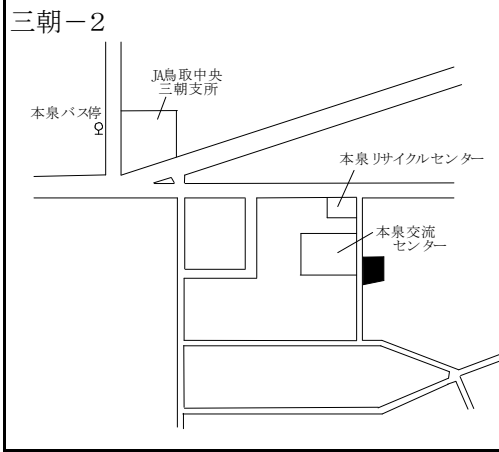 三朝－2
JA鳥取中央
三朝支所
本泉バス停
本泉リサイクルセンター
本泉交流
センター